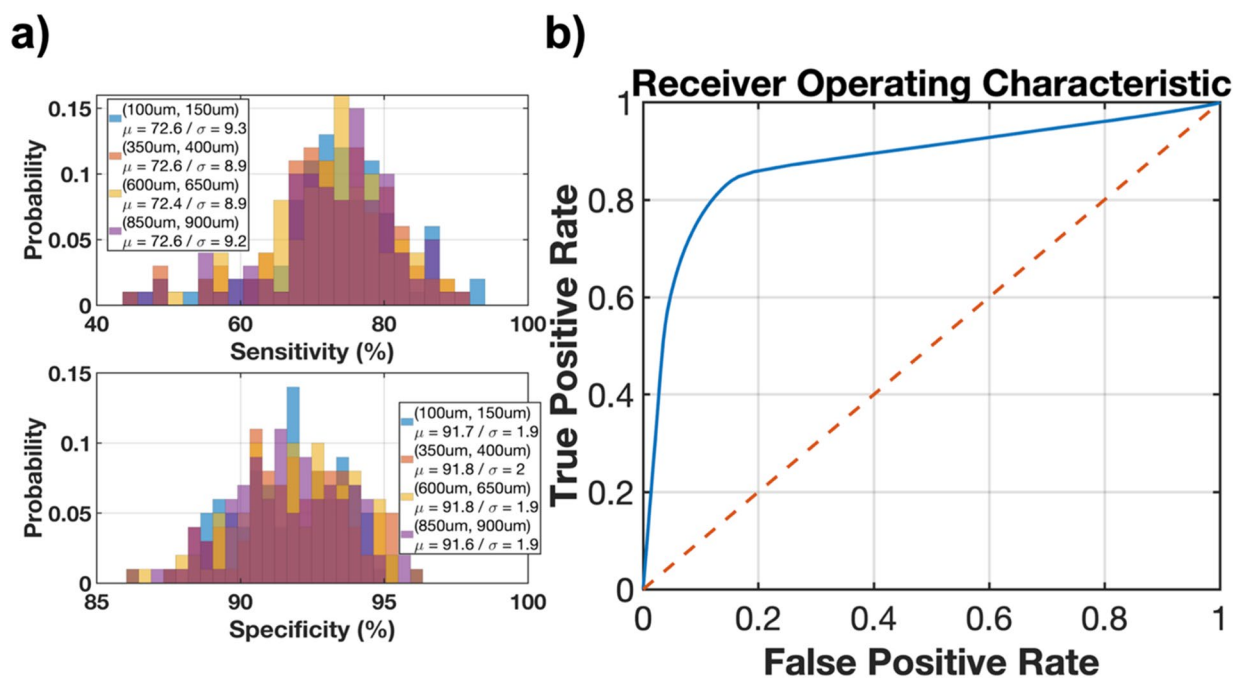 a)
0.15
0.1
0.05
0
Probability
(100um, 150um)
μ = 72.6 / σ = 9.3
(350um, 400um)
μ = 72.6 / σ = 8.9
(600um, 650um)
μ = 72.4 / σ = 8.9
(850um, 900um)
μ = 72.6 / σ = 9.2
40 60 80 100
Sensitivity (%)
0.15
0.1
0.05
0
Probability
(100um, 150um)
μ = 91.7 / σ = 1.9
(350um, 400um)
μ = 91.8 / σ = 2
(600um, 650um)
μ = 91.8 / σ = 1.9
(850um, 900um)
μ = 91.6 / σ = 1.9
85 90 95 100
Specificity (%)
b)
Receiver Operating Characteristic
1
0.8
0.6
0.4
0.2
0
True Positive Rate
0 0.2 0.4 0.6 0.8 1
False Positive Rate